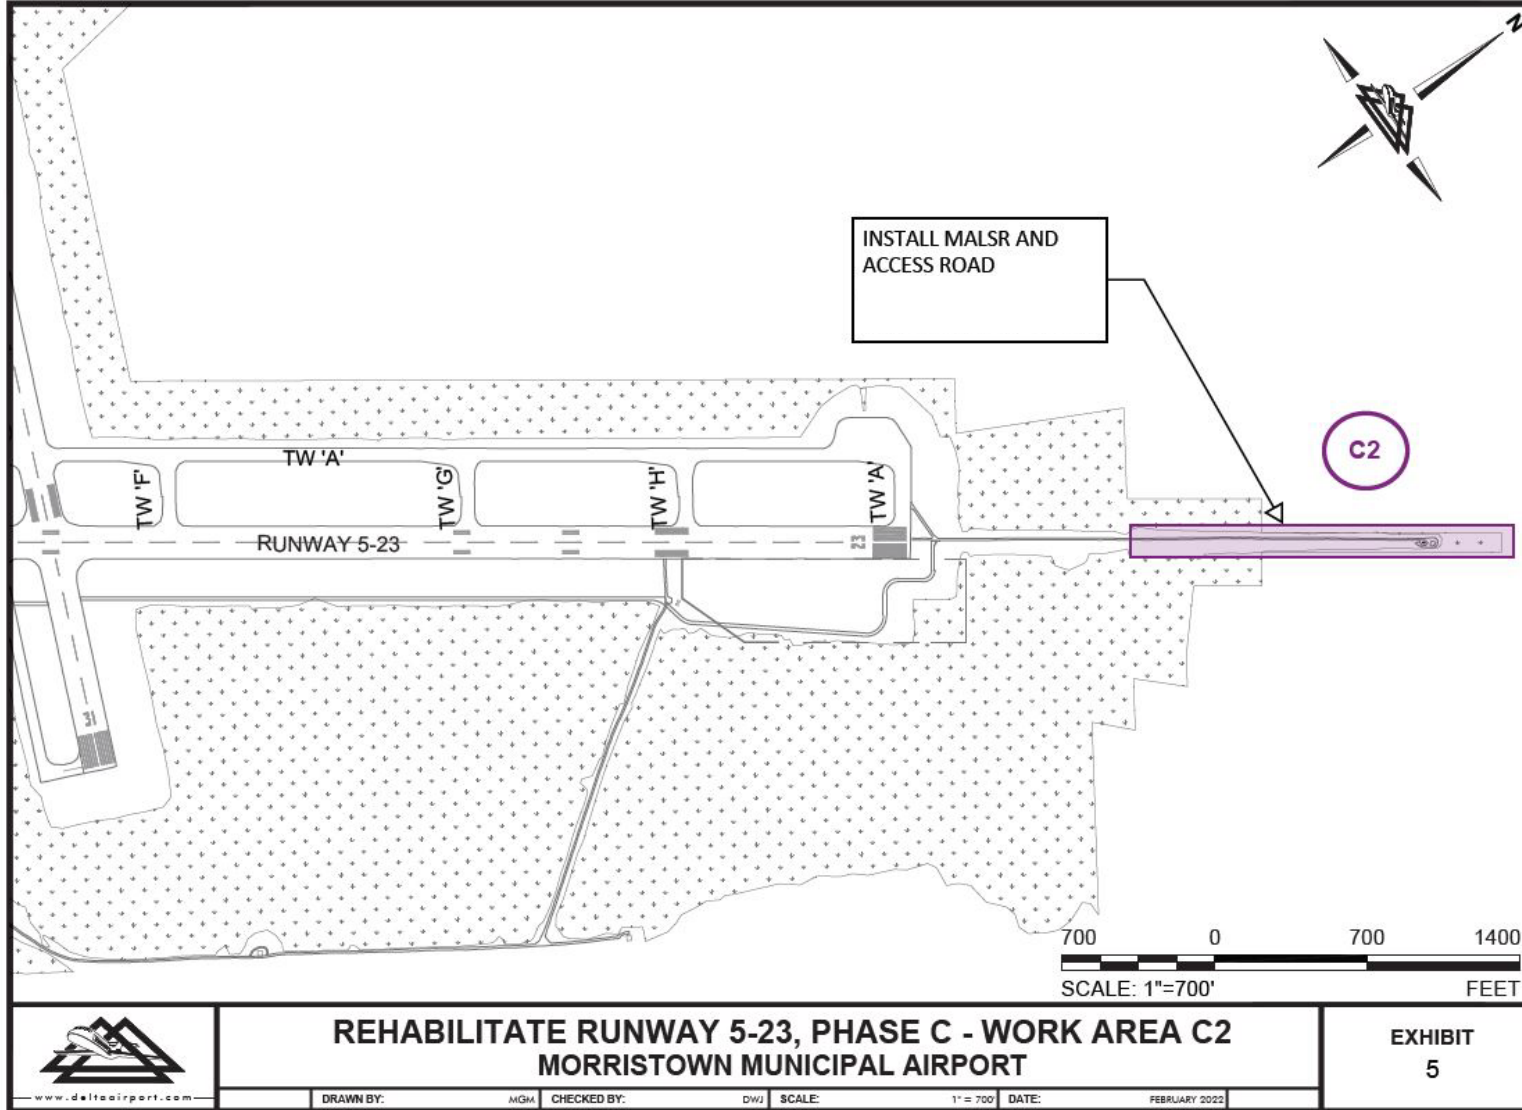 N
INSTALL MALSR AND
ACCESS ROAD
C2
TW 'A'
TW 'F'
TW 'G'
TW 'H'
TW 'A'
RUNWAY 5-23
23
31
700 0 700 1400
SCALE: 1"=700' FEET
REHABILITATE RUNWAY 5-23, PHASE C - WORK AREA C2
MORRISTOWN MUNICIPAL AIRPORT
EXHIBIT
5
www.deltaairport.com
DRAWN BY: MGM CHECKED BY: DWJ SCALE: 1" = 700' DATE: FEBRUARY 2022